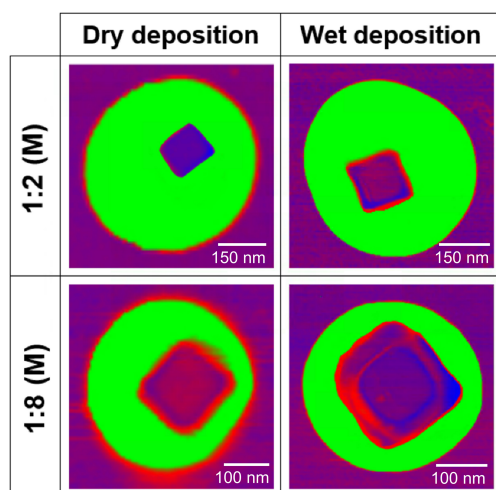 Dry deposition
Wet deposition
1:2 (M)
150 nm
150 nm
1:8 (M)
100 nm
100 nm